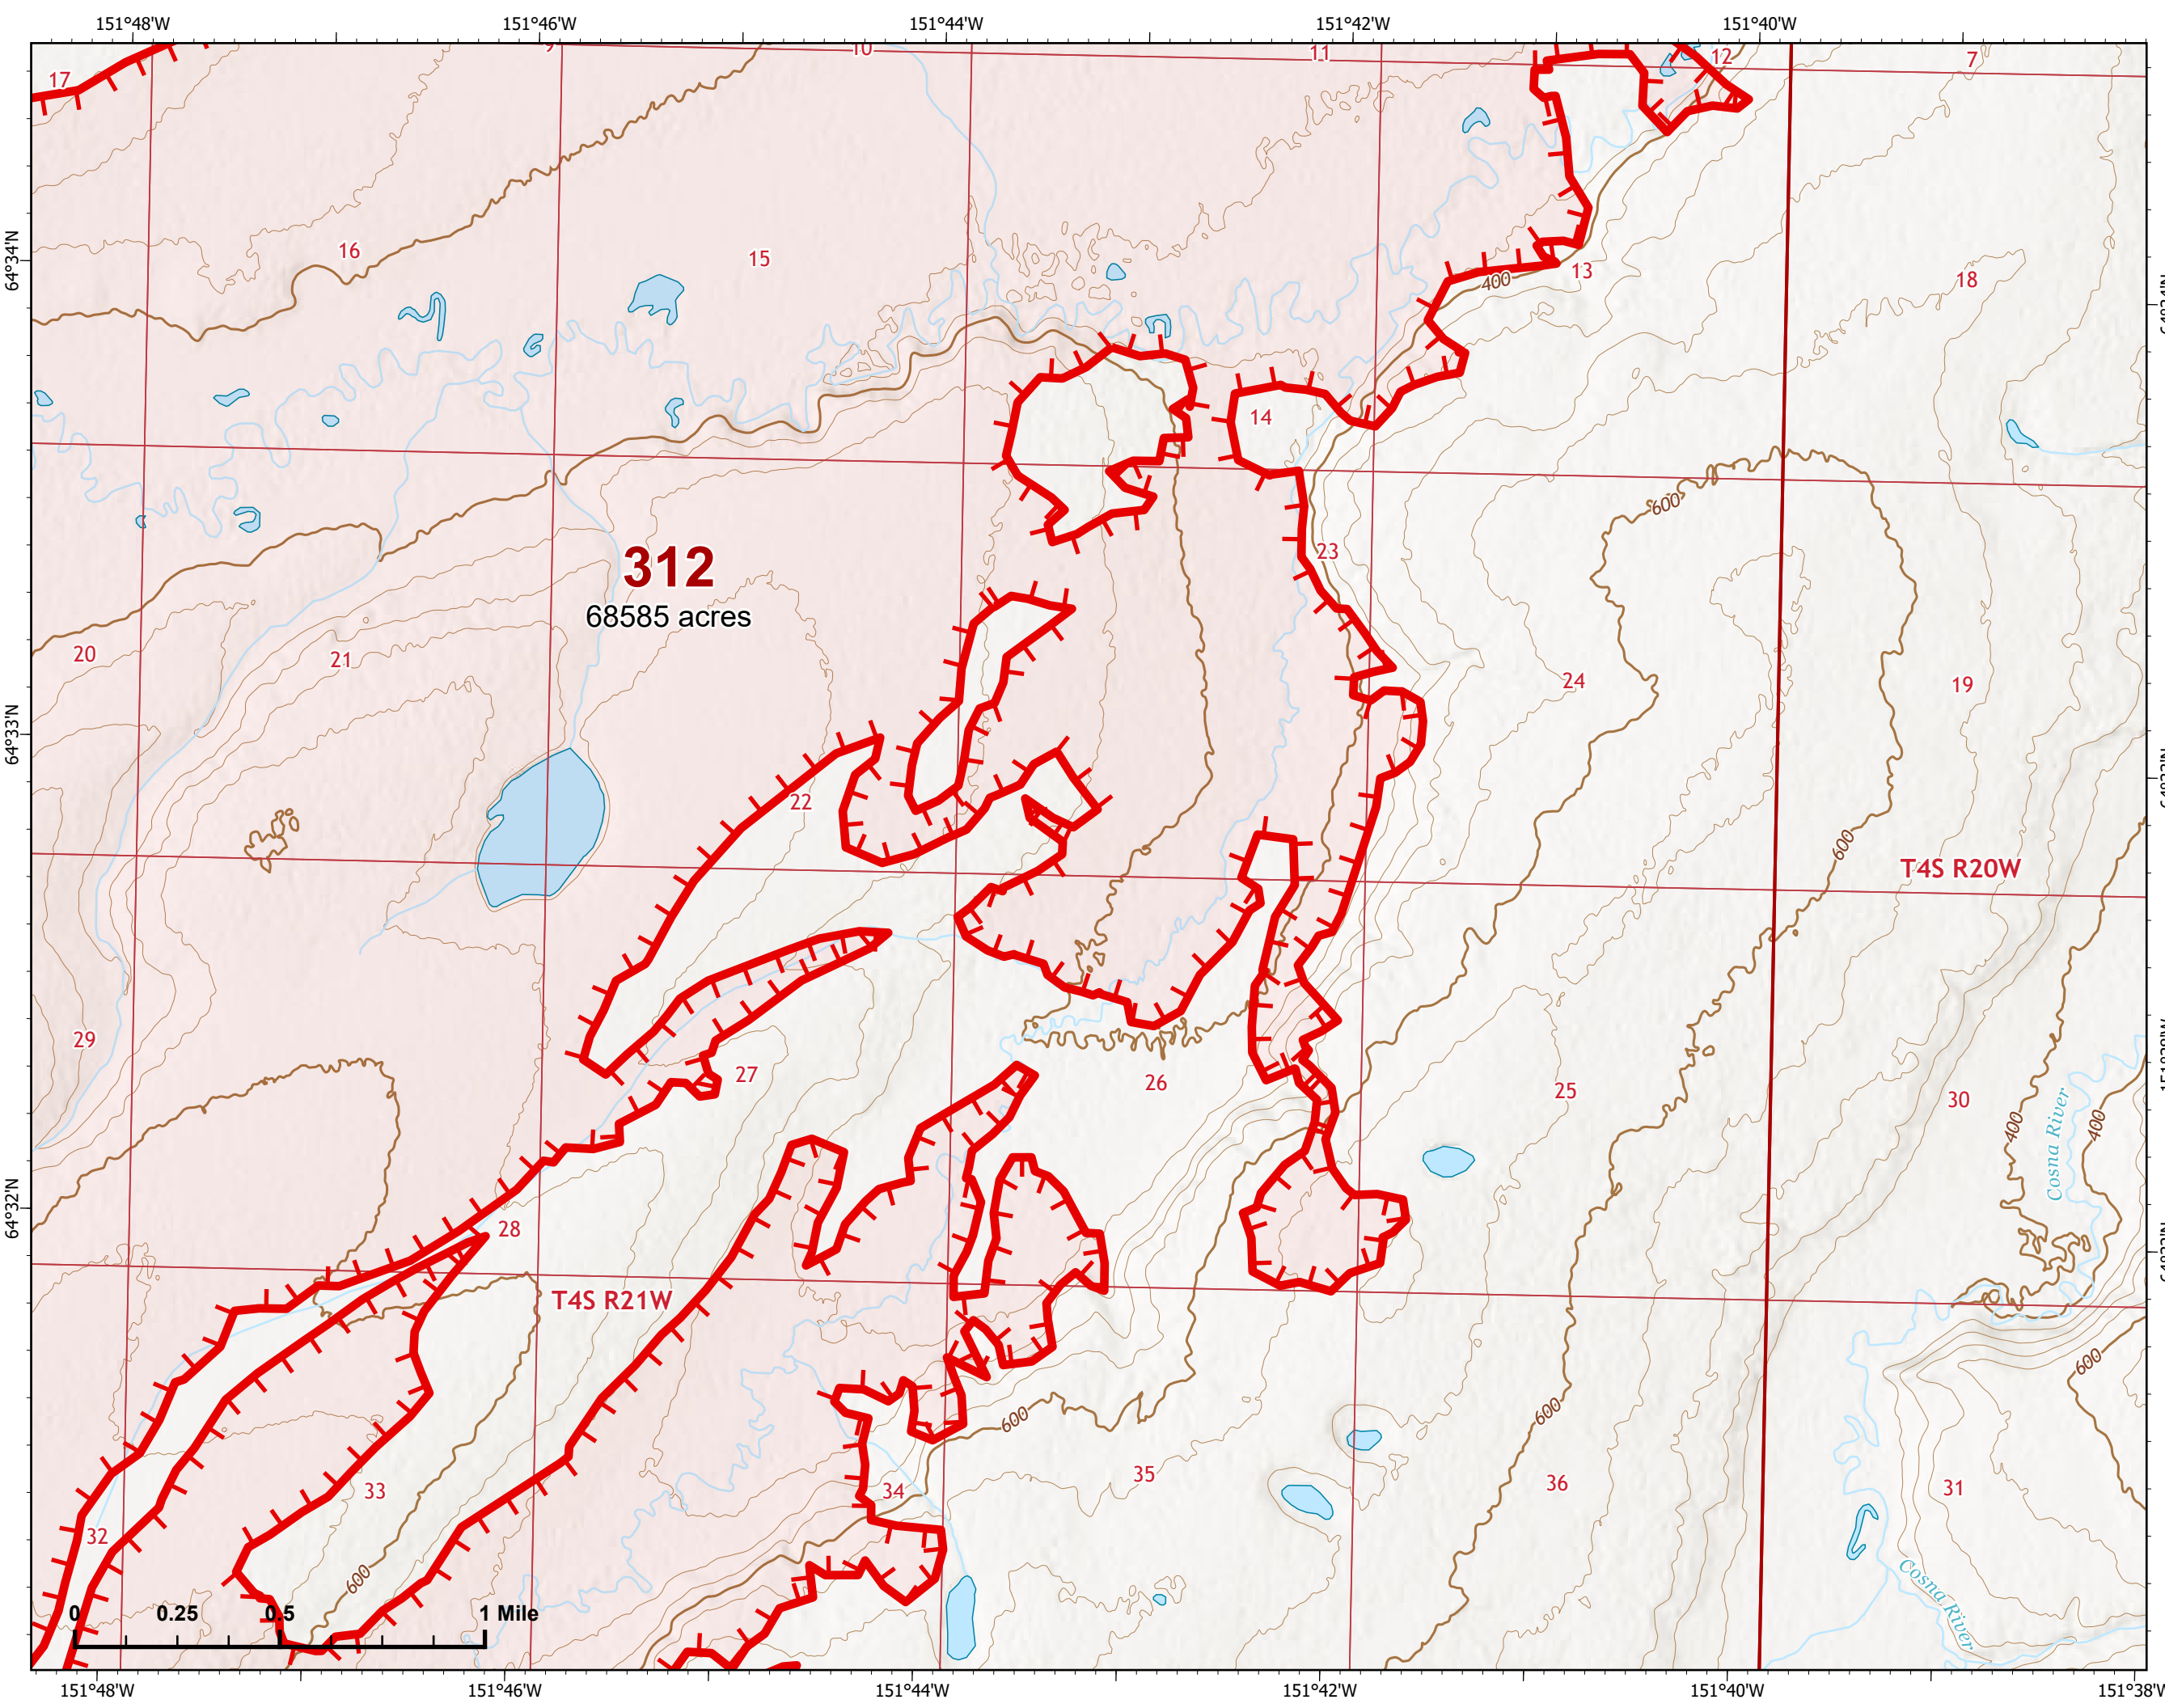 151°48'W 151°46'W 151°44'W 151°42'W 151°40'W
9 10 11 12 7
17
64°34'N
16 15 13 18
400
14
312
68585 acres
600
23
20 21 24 19
64°33'N
22
600
T4S R20W
29 27 26 25 30
400 400
Cosna River
64°32'N
28
T4S R21W
600
600 600
33 34 35 36 31
32
600
Cosna River
0 0.25 0.5 1 Mile
151°48'W 151°46'W 151°44'W 151°42'W 151°40'W